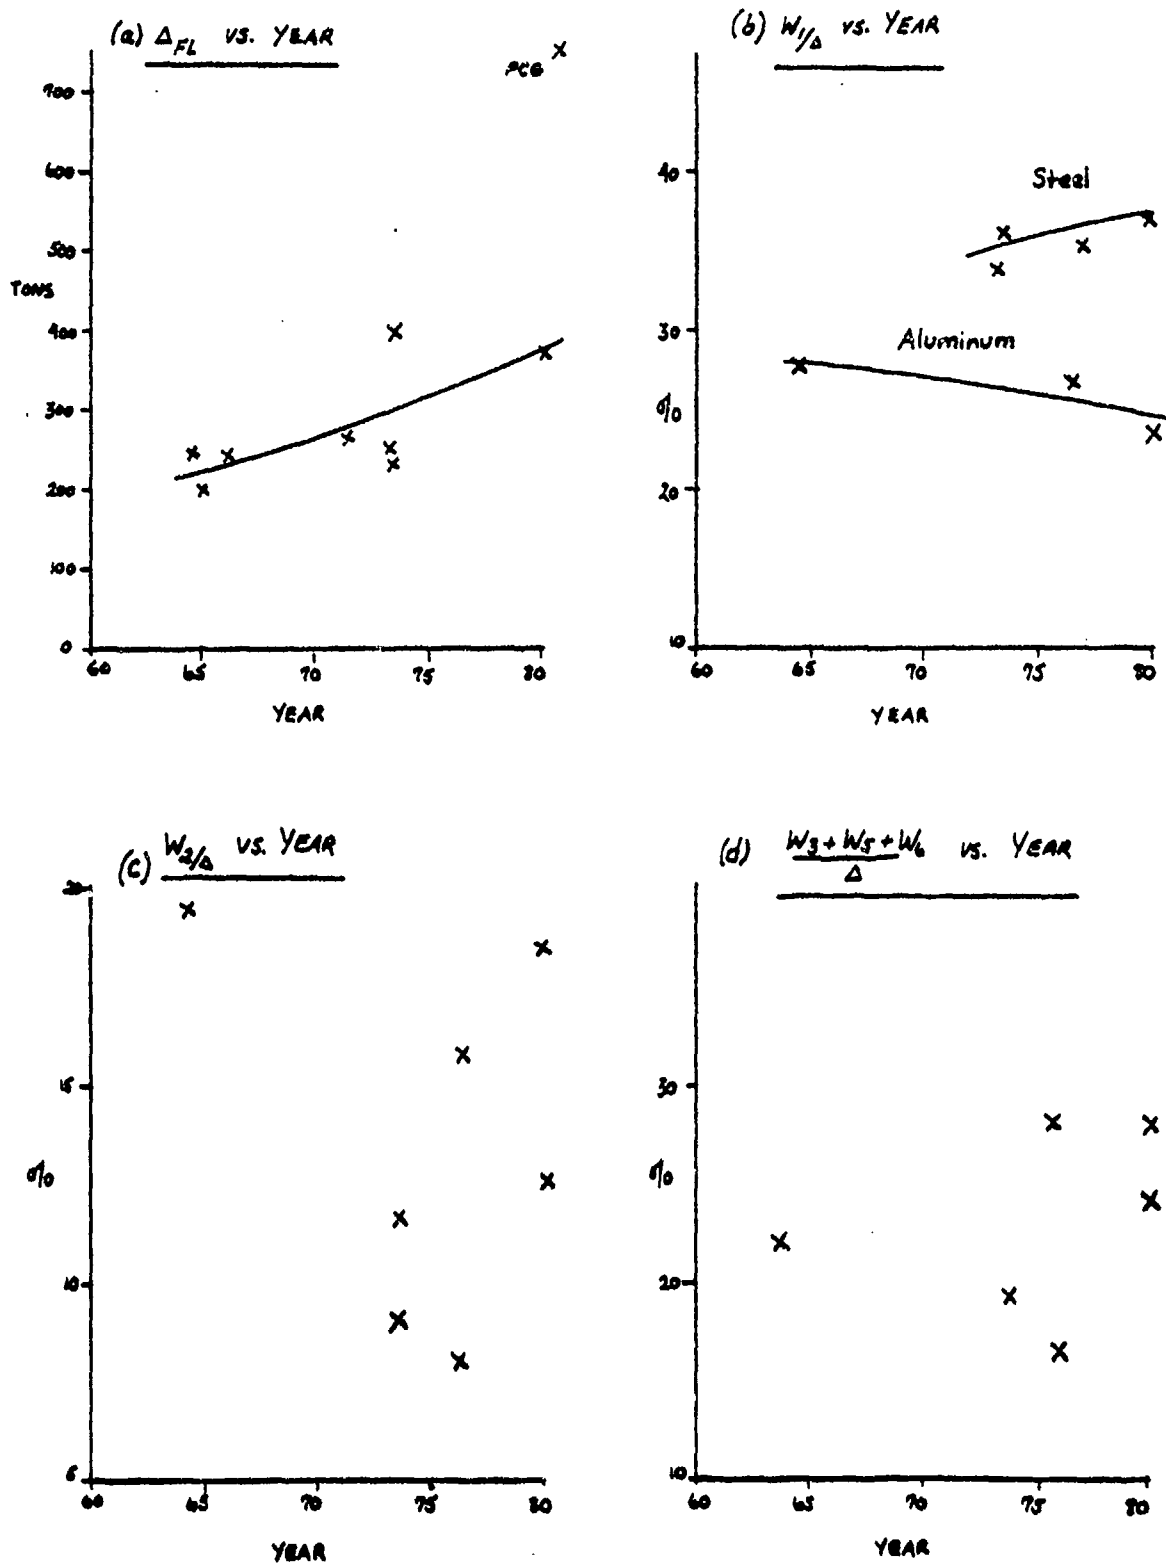 (a) Δ_FL vs. YEAR
PCG
700
600
500
TONS
400
300
200
100
0
60 65 70 75 80
YEAR
(b) W1/Δ vs. YEAR
40
Steel
30
Aluminum
%
20
10
60 65 70 75 80
YEAR
(c) W2/Δ vs. YEAR
20
15
%
10
5
60 65 70 75 80
YEAR
(d) W3 + W5 + W6 vs. YEAR
Δ
30
%
20
10
60 65 70 75 80
YEAR